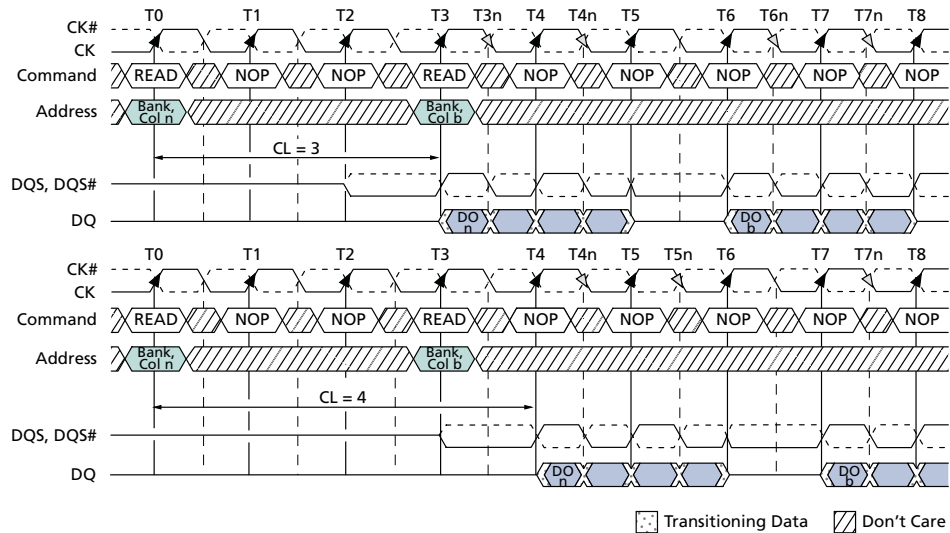 T0 T1 T2 T3 T3n T4 T4n T5 T6 T6n T7 T7n T8
CK#
CK
Command READ NOP NOP READ NOP NOP NOP NOP NOP
Address Bank, Col n Bank, Col b
CL = 3
DQS, DQS#
DQ DO n DO b
T0 T1 T2 T3 T4 T4n T5 T5n T6 T7 T7n T8
CK#
CK
Command READ NOP NOP READ NOP NOP NOP NOP NOP
Address Bank, Col n Bank, Col b
CL = 4
DQS, DQS#
DQ DO n DO b
Transitioning Data Don't Care